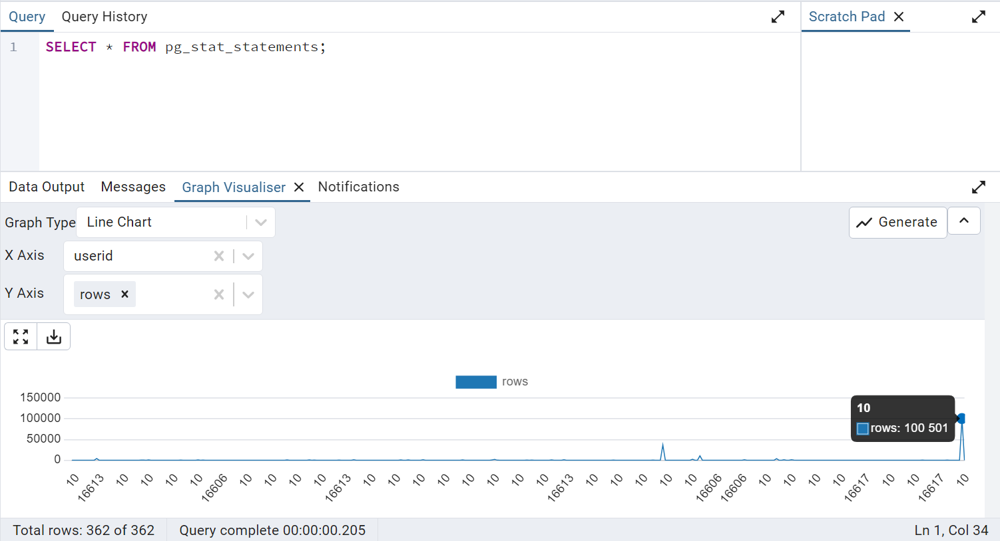 Query Query History Scratch Pad
1 SELECT * FROM pg_stat_statements;
Data Output Messages Graph Visualiser Notifications
Graph Type Line Chart Generate
X Axis userid
Y Axis rows
rows
150000
100000
50000
0
10
rows: 100 501
10 16613 10 10 10 10 16606 10 10 10 10 16613 10 10 10 10 10 10 10 10 16613 10 10 10 10 10 16606 16606 10 10 10 10 16617 10 10 16617 10
Total rows: 362 of 362 Query complete 00:00:00.205 Ln 1, Col 34